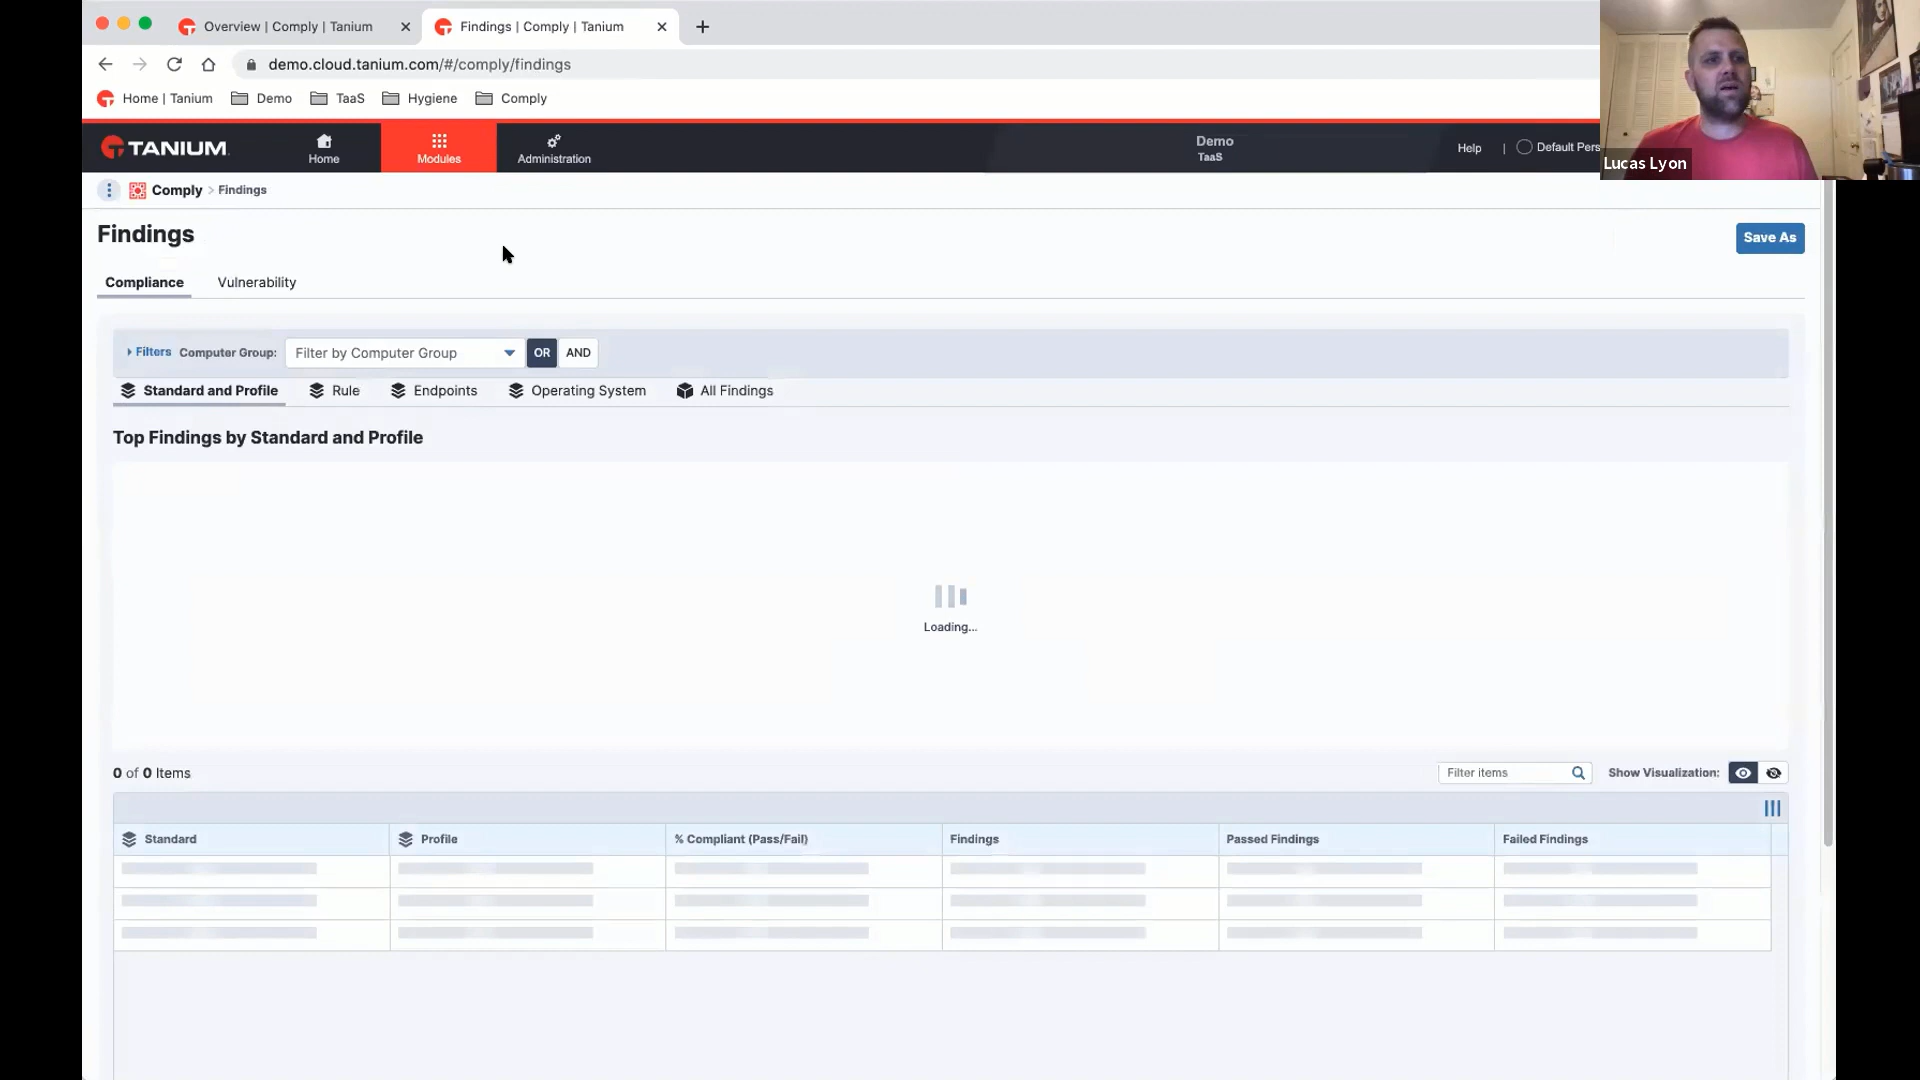 Overview | Comply | Tanium
Findings | Comply | Tanium
demo.cloud.tanium.com/#/comply/findings
Home | Tanium Demo TaaS Hygiene Comply
TANIUM Home Modules Administration Demo TaaS Help | Default Pers
Lucas Lyon
Comply > Findings
Findings
Save As
Compliance Vulnerability
Filters Computer Group: Filter by Computer Group OR AND
Standard and Profile Rule Endpoints Operating System All Findings
Top Findings by Standard and Profile
Loading...
0 of 0 Items Filter items Show Visualization:
Standard Profile % Compliant (Pass/Fail) Findings Passed Findings Failed Findings